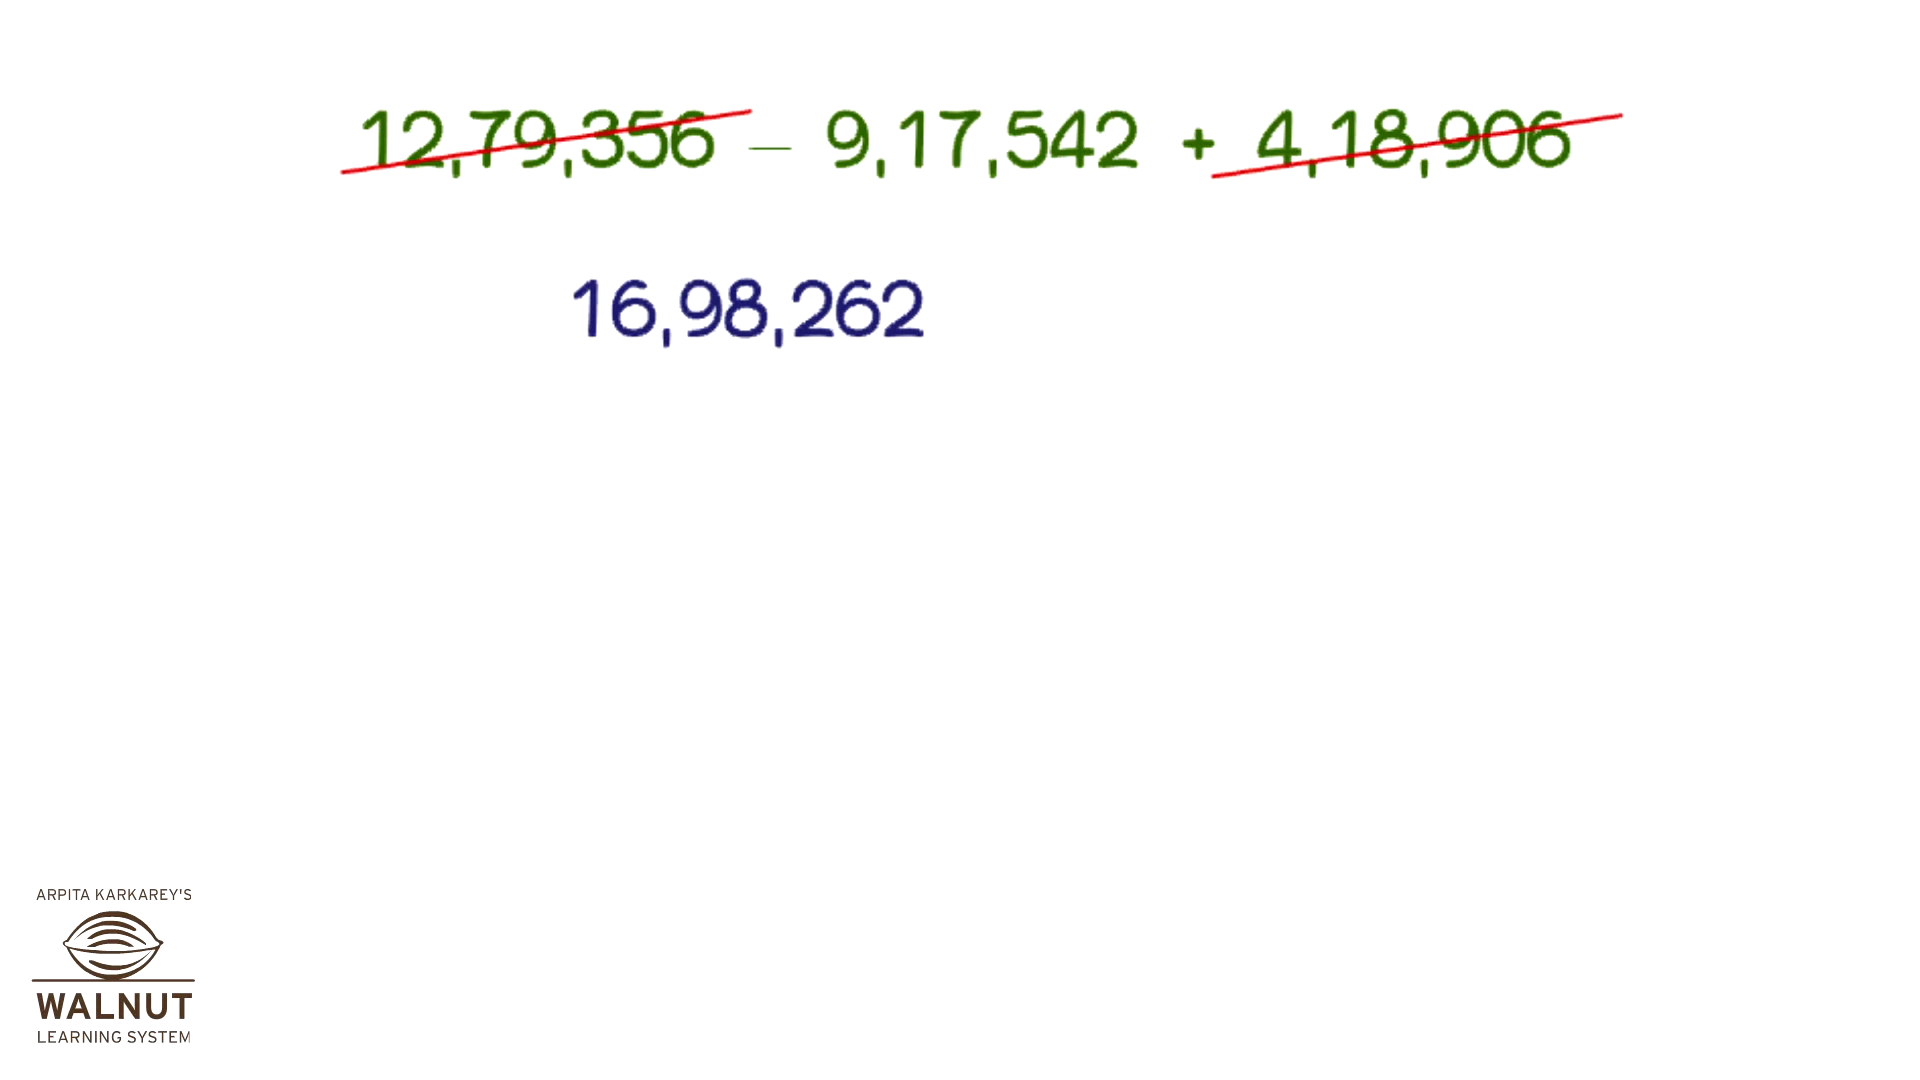 12,79,356 – 9,17,542 + 4,18,906
16,98,262
ARPITA KARKAREY'S
WALNUT
LEARNING SYSTEM